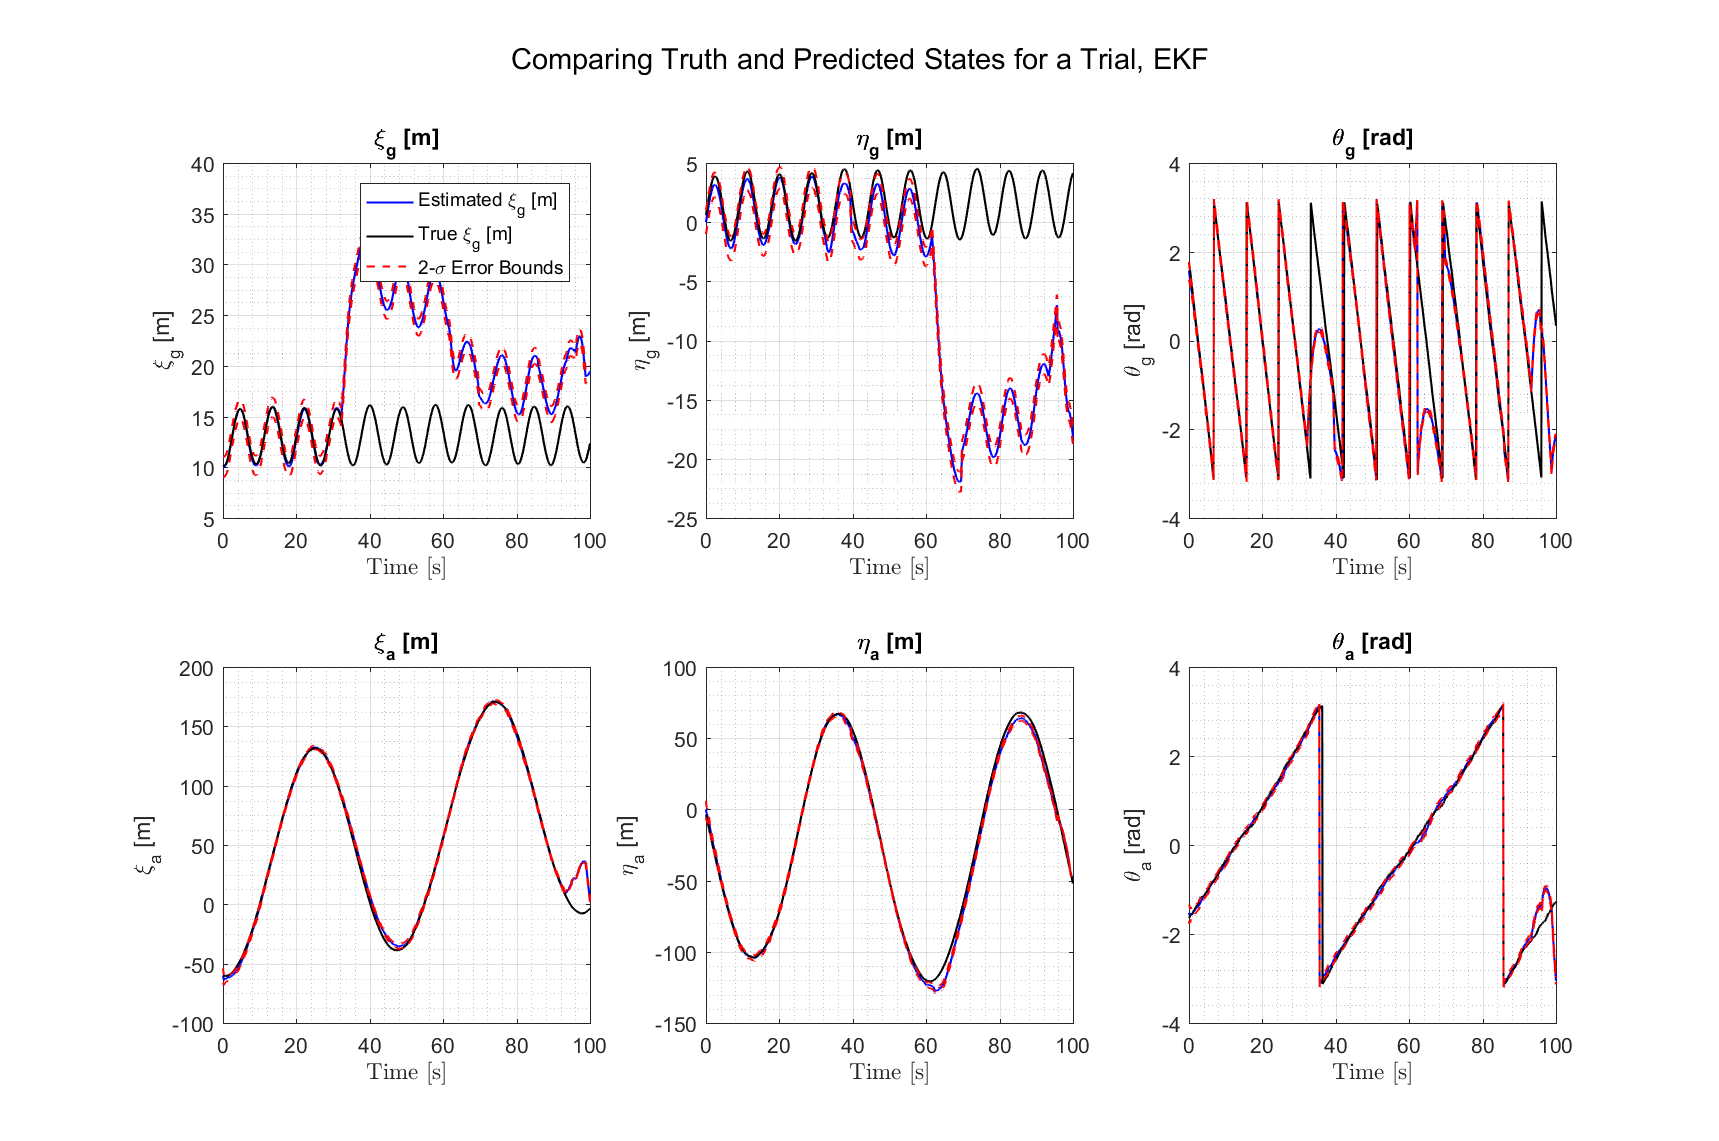 Comparing Truth and Predicted States for a Trial, EKF
ξg [m]
ηg [m]
θg [rad]
40
35
30
25
20
15
10
5
ξg [m]
Estimated ξg [m]
True ξg [m]
2-σ Error Bounds
0 20 40 60 80 100
Time [s]
5
0
-5
-10
-15
-20
-25
ηg [m]
0 20 40 60 80 100
Time [s]
4
2
0
-2
-4
θg [rad]
0 20 40 60 80 100
Time [s]
ξa [m]
ηa [m]
θa [rad]
200
150
100
50
0
-50
-100
ξa [m]
0 20 40 60 80 100
Time [s]
100
50
0
-50
-100
-150
ηa [m]
0 20 40 60 80 100
Time [s]
4
2
0
-2
-4
θa [rad]
0 20 40 60 80 100
Time [s]